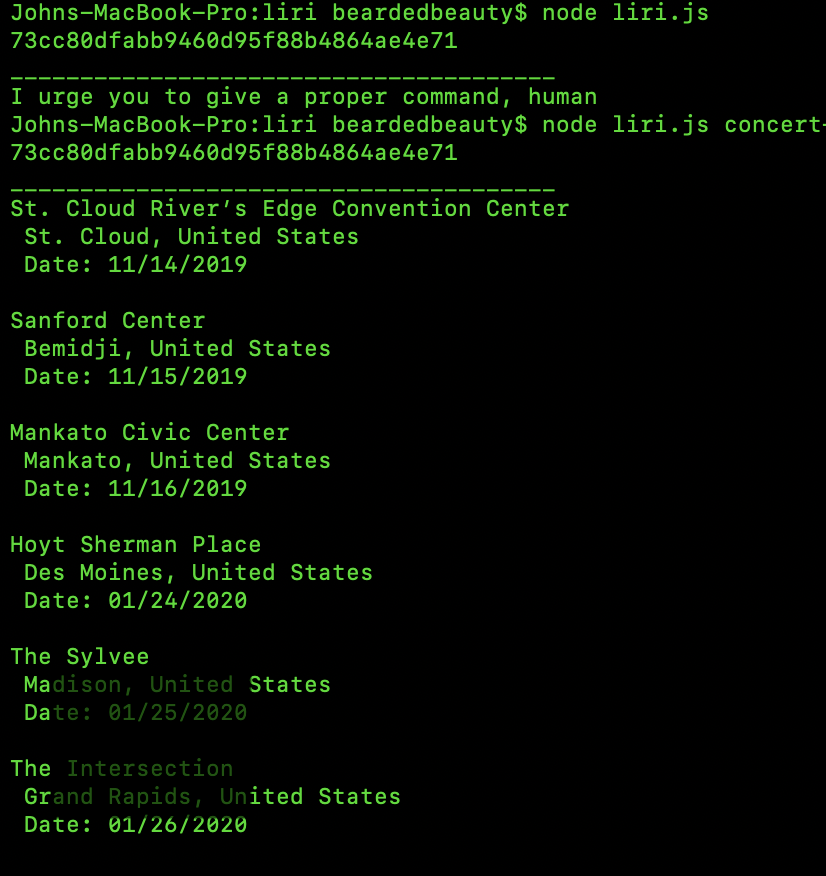 Johns-MacBook-Pro:liri beardedbeauty$ node liri.js
73cc80dfabb9460d95f88b4864ae4e71
_______________________________________
I urge you to give a proper command, human
Johns-MacBook-Pro:liri beardedbeauty$ node liri.js concert-
73cc80dfabb9460d95f88b4864ae4e71
_______________________________________
St. Cloud River’s Edge Convention Center
St. Cloud, United States
Date: 11/14/2019
Sanford Center
Bemidji, United States
Date: 11/15/2019
Mankato Civic Center
Mankato, United States
Date: 11/16/2019
Hoyt Sherman Place
Des Moines, United States
Date: 01/24/2020
The Sylvee
Madison, United States
Date: 01/25/2020
The Intersection
Grand Rapids, United States
Date: 01/26/2020